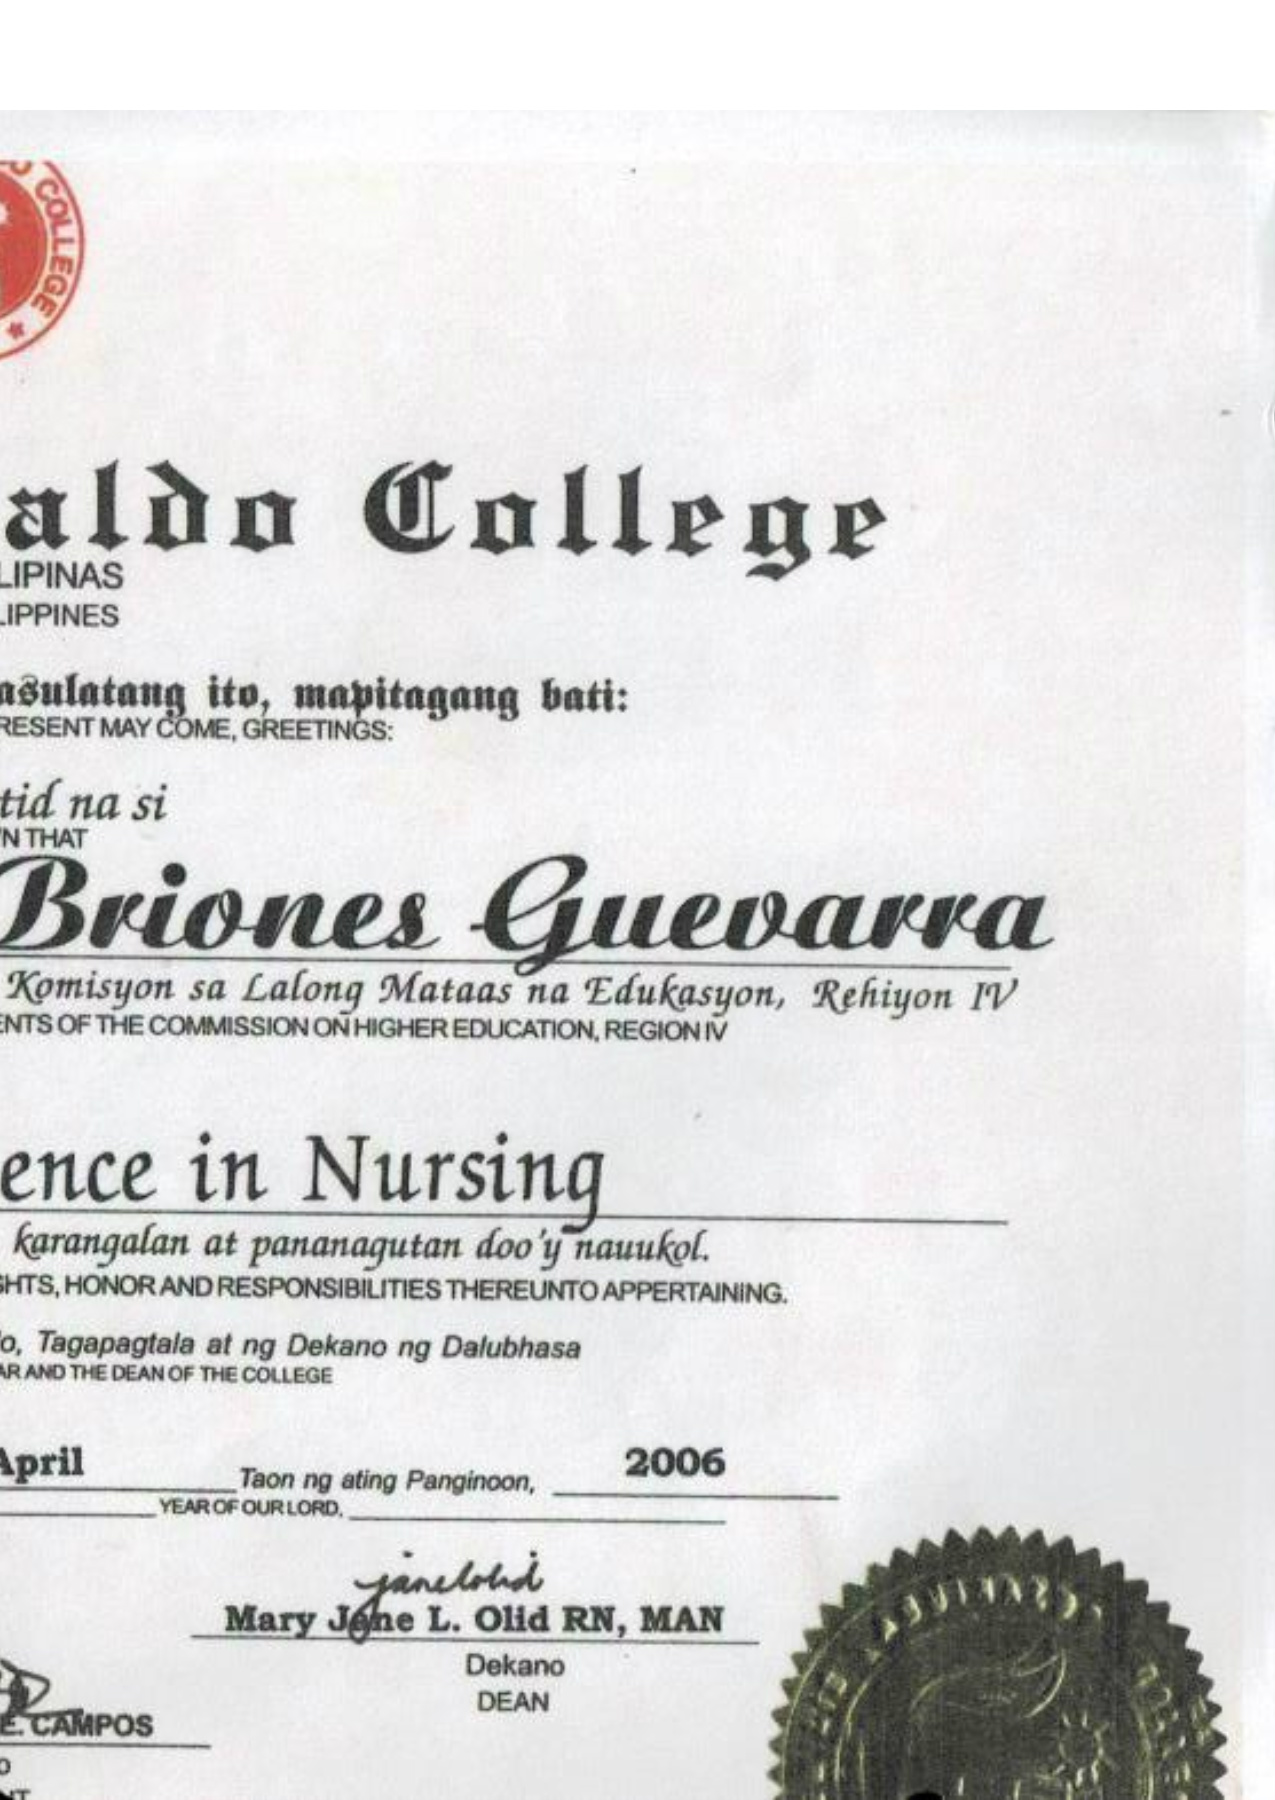 COLLEGE
aldo College
LIPINAS
LIPPINES
asulatang ito, mapitagang bati:
RESENT MAY COME, GREETINGS:
tid na si
N THAT
Briones Guevarra
Komisyon sa Lalong Mataas na Edukasyon, Rehiyon IV
ENTS OF THE COMMISSION ON HIGHER EDUCATION, REGION IV
ence in Nursing
karangalan at pananagutan doo'y nauukol.
GHTS, HONOR AND RESPONSIBILITIES THEREUNTO APPERTAINING.
o, Tagapagtala at ng Dekano ng Dalubhasa
AR AND THE DEAN OF THE COLLEGE
April Taon ng ating Panginoon, 2006
YEAR OF OUR LORD,
janelolid
Mary Jane L. Olid RN, MAN
Dekano
DEAN
E. CAMPOS
o
NT